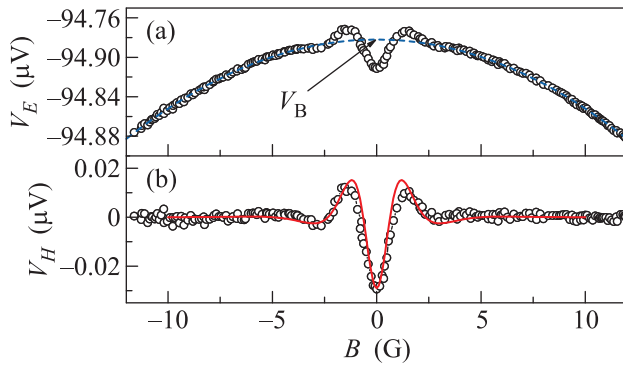 (a)
−94.76
−94.90
−94.84
−94.88
V_E (μV)
V_B
(b)
0.02
0
−0.02
V_H (μV)
−10 −5 0 5 10
B (G)